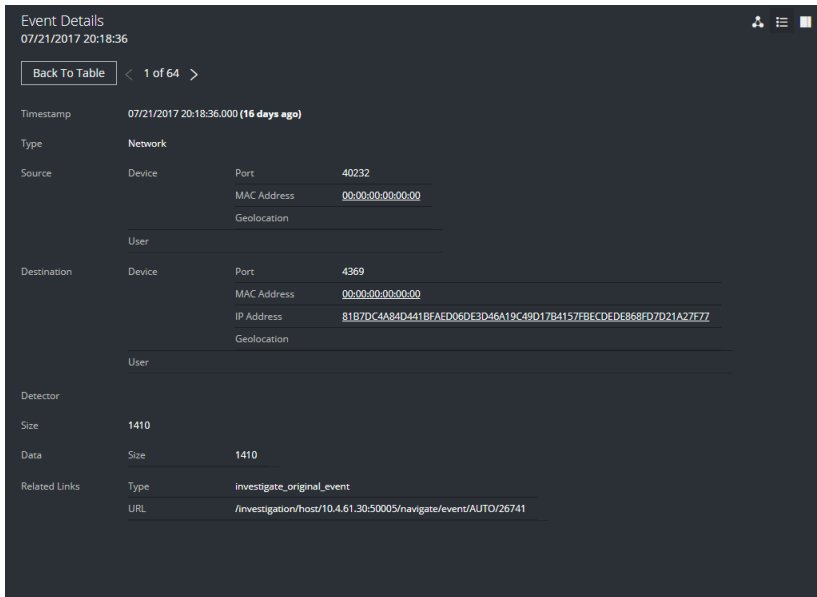 Event Details
07/21/2017 20:18:36
Back To Table < 1 of 64 >
Timestamp 07/21/2017 20:18:36.000 (16 days ago)
Type Network
Source Device Port 40232
MAC Address 00:00:00:00:00:00
Geolocation
User
Destination Device Port 4369
MAC Address 00:00:00:00:00:00
IP Address 81B7DC4A84D441BFAED06DE3D46A19C49D17B4157FBECDEDE868FD7D21A27F77
Geolocation
User
Detector
Size 1410
Data Size 1410
Related Links Type investigate_original_event
URL /investigation/host/10.4.61.30:50005/navigate/event/AUTO/26741